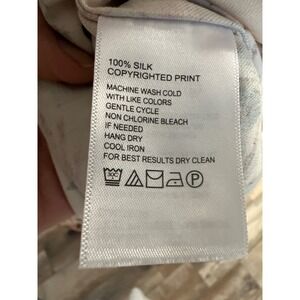 100% SILK
COPYRIGHTED PRINT
MACHINE WASH COLD
WITH LIKE COLORS
GENTLE CYCLE
NON CHLORINE BLEACH
IF NEEDED
HANG DRY
COOL IRON
FOR BEST RESULTS DRY CLEAN